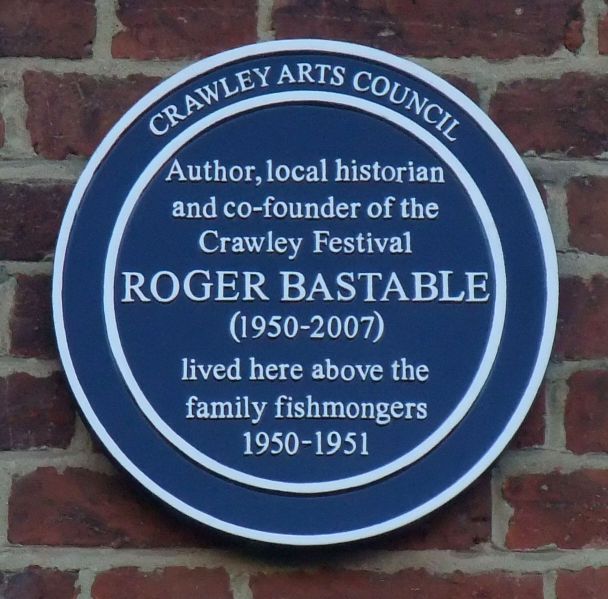 CRAWLEY ARTS COUNCIL
Author, local historian
and co-founder of the
Crawley Festival
ROGER BASTABLE
(1950-2007)
lived here above the
family fishmongers
1950-1951